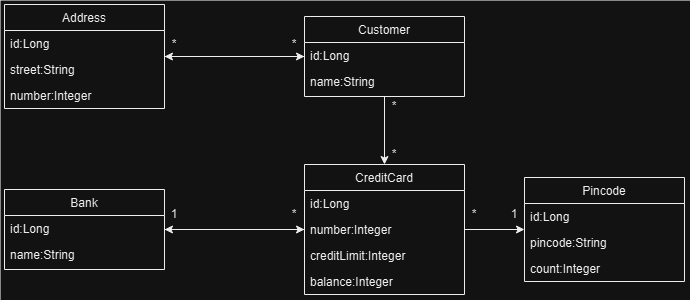 Address
id:Long
street:String
number:Integer
* *
Customer
id:Long
name:String
*
*
Bank
id:Long
name:String
1 *
CreditCard
id:Long
number:Integer
creditLimit:Integer
balance:Integer
* 1
Pincode
id:Long
pincode:String
count:Integer